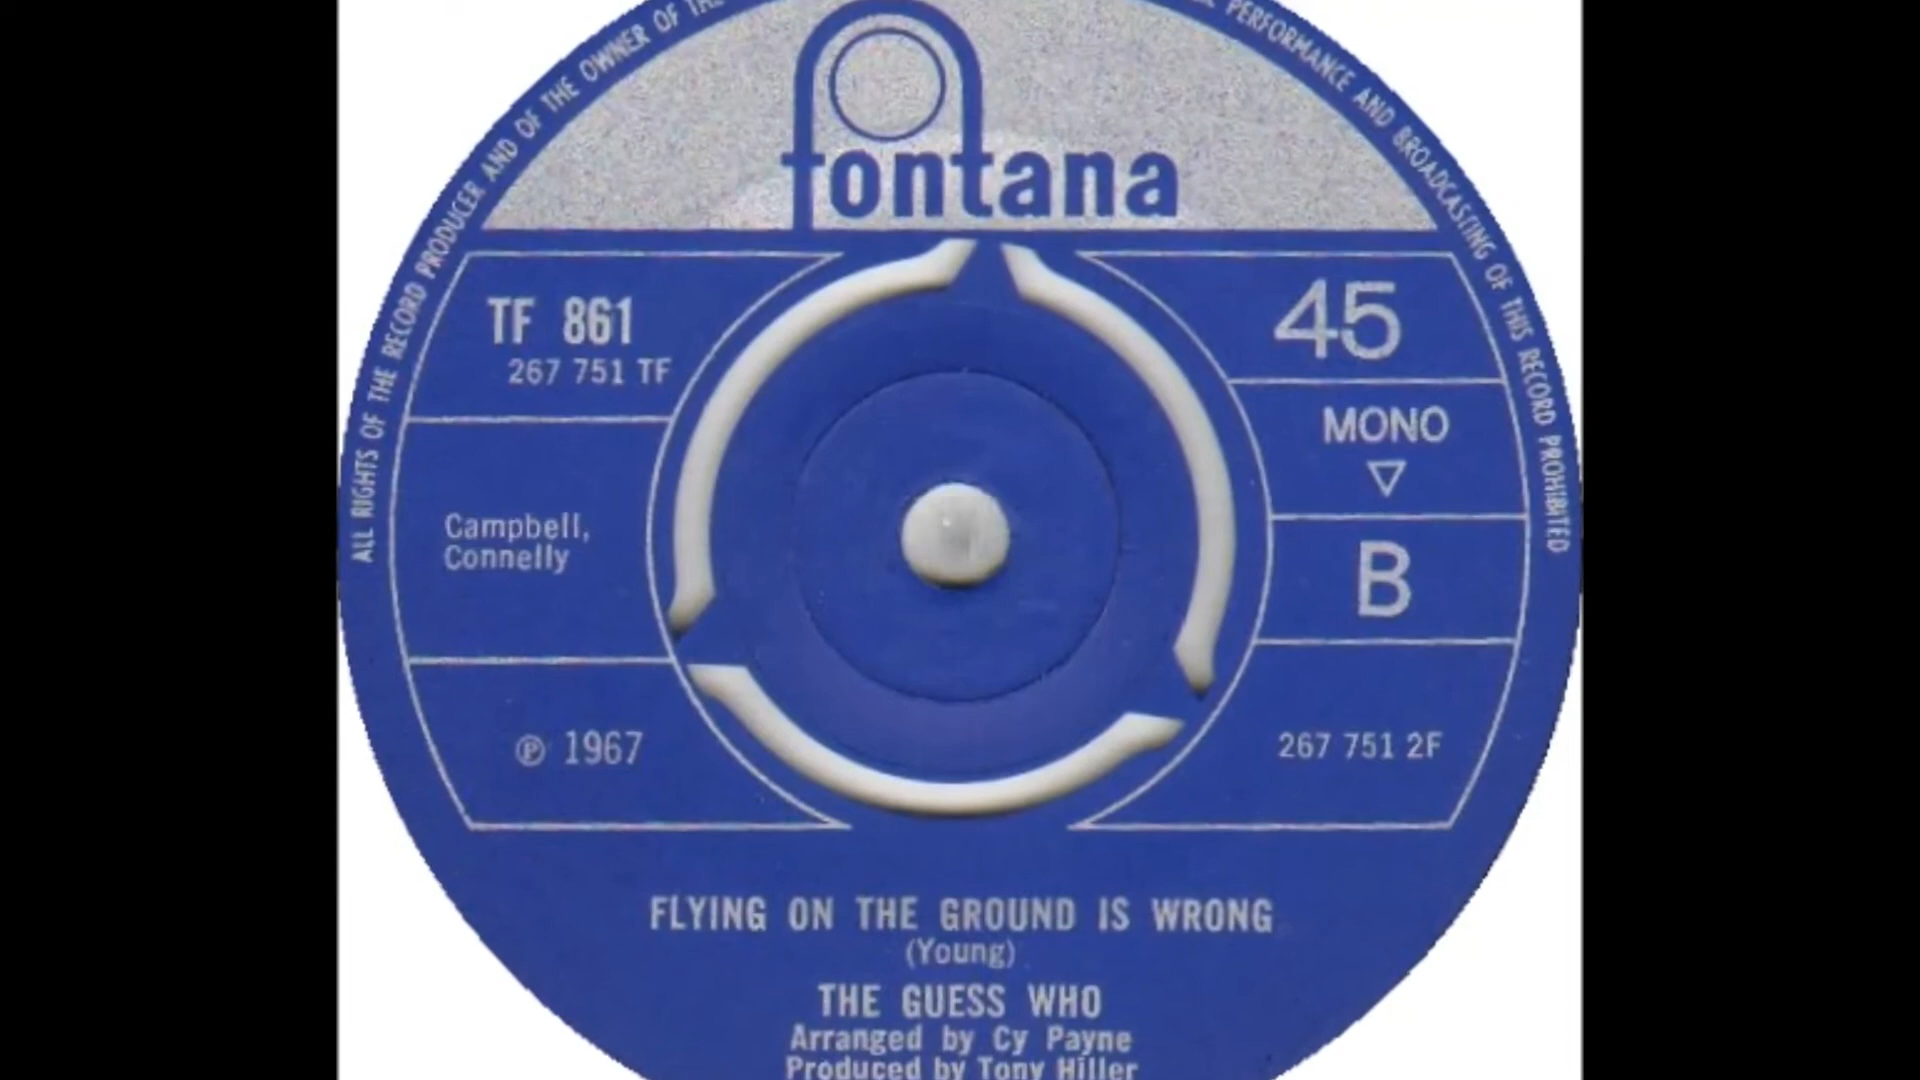 ALL RIGHTS OF THE RECORD PRODUCER AND OF THE OWNER OF THE
PERFORMANCE AND BROADCASTING OF THIS RECORD PROHIBITED
fontana
TF 861
267 751 TF
45
MONO
Campbell,
Connelly
B
℗ 1967
267 751 2F
FLYING ON THE GROUND IS WRONG
(Young)
THE GUESS WHO
Arranged by Cy Payne
Produced by Tony Hiller